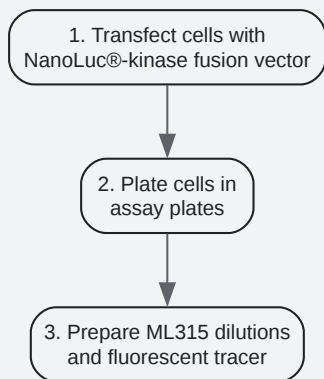 1. Transfect cells with
NanoLuc®-kinase fusion vector
2. Plate cells in
assay plates
3. Prepare ML315 dilutions
and fluorescent tracer